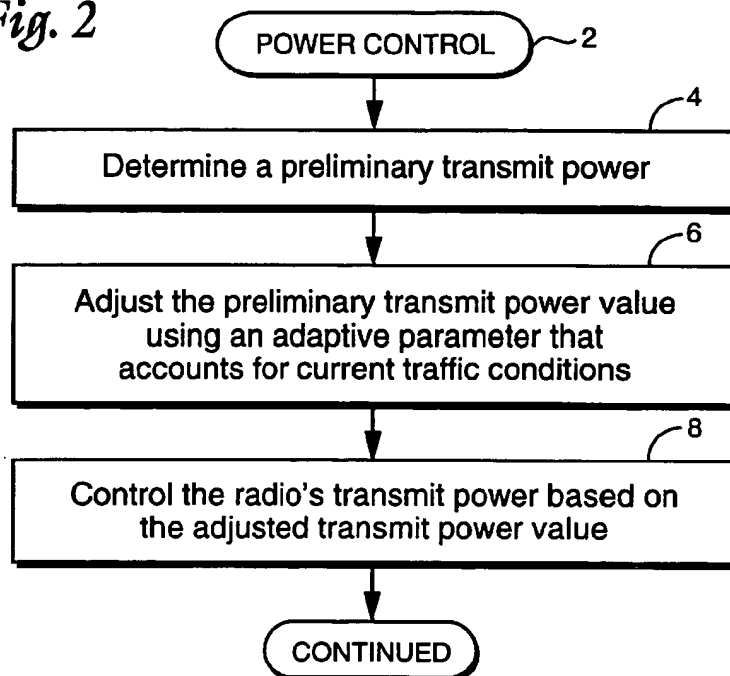 Fig. 2
POWER CONTROL
2
4
Determine a preliminary transmit power
6
Adjust the preliminary transmit power value
using an adaptive parameter that
accounts for current traffic conditions
8
Control the radio's transmit power based on
the adjusted transmit power value
CONTINUED